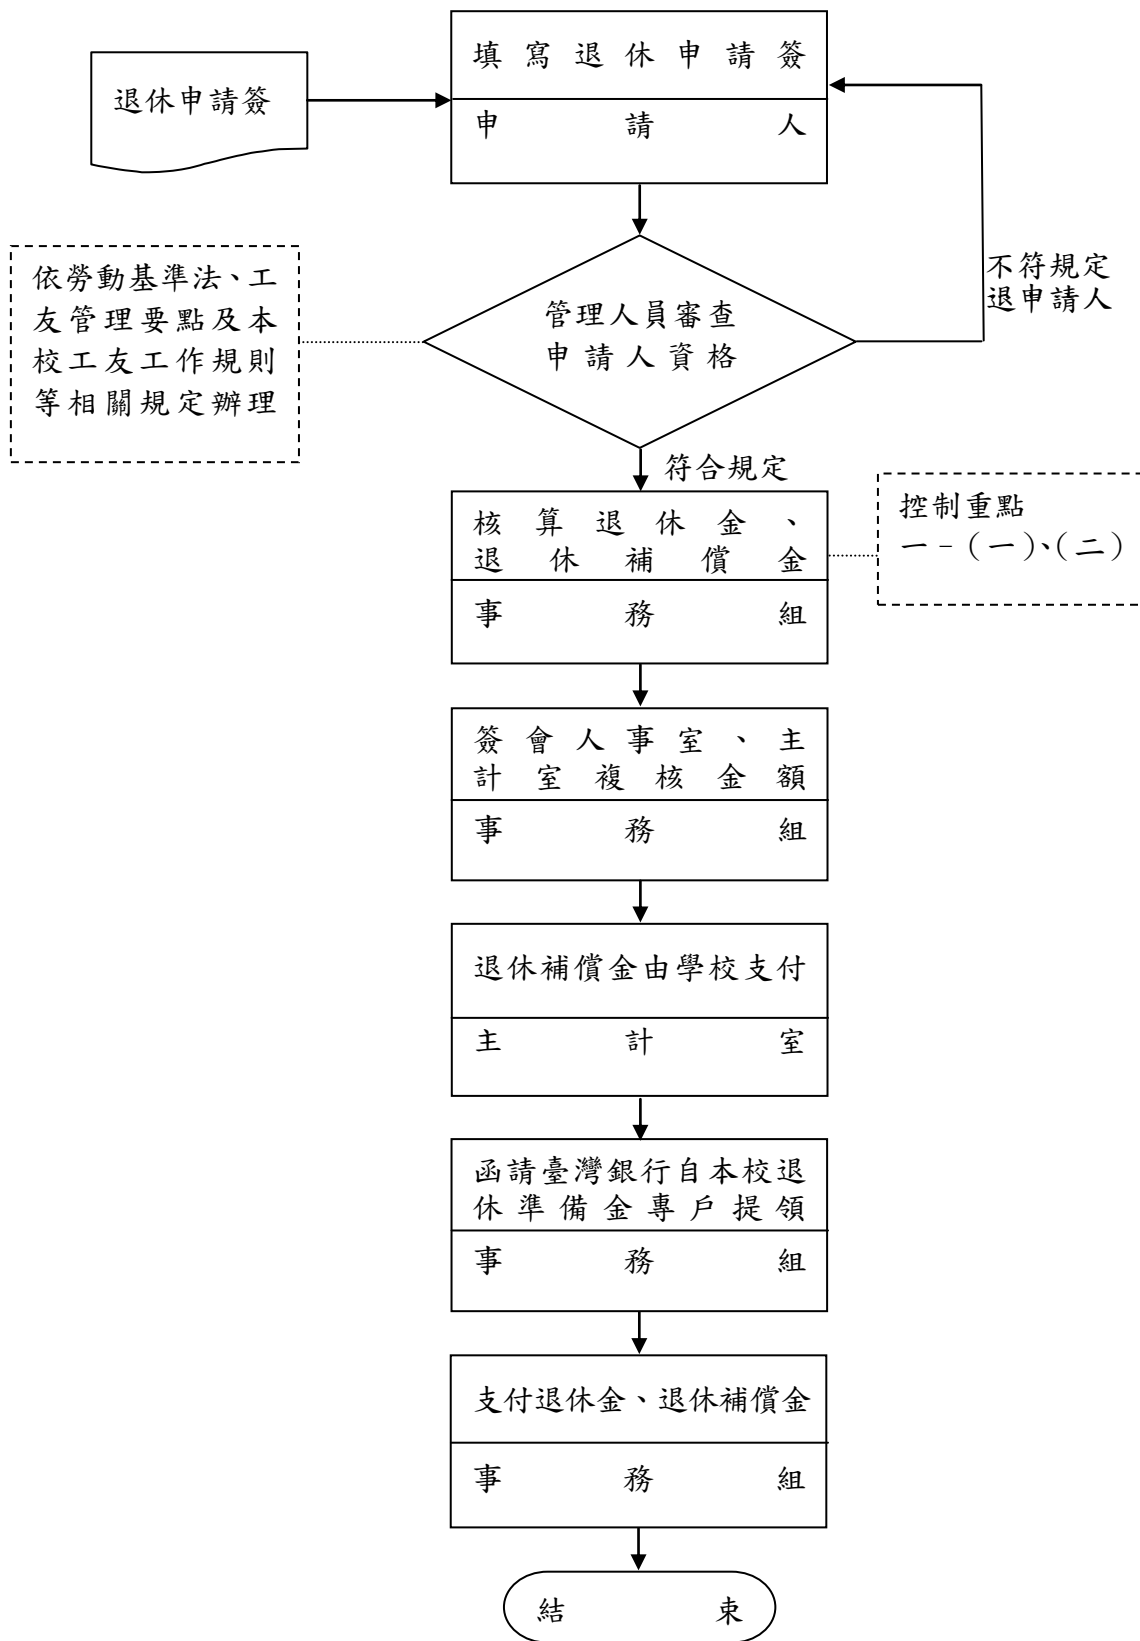 填寫退休申請簽
退休申請簽
申請人
依勞動基準法、工
友管理要點及本
校工友工作規則
等相關規定辦理
管理人員審查
申請人資格
不符規定
退申請人
符合規定
核算退休金、
退休補償金
事務組
控制重點
一-(一)、(二)
簽會人事室、主
計室複核金額
事務組
退休補償金由學校支付
主計室
函請臺灣銀行自本校退
休準備金專戶提領
事務組
支付退休金、退休補償金
事務組
結束